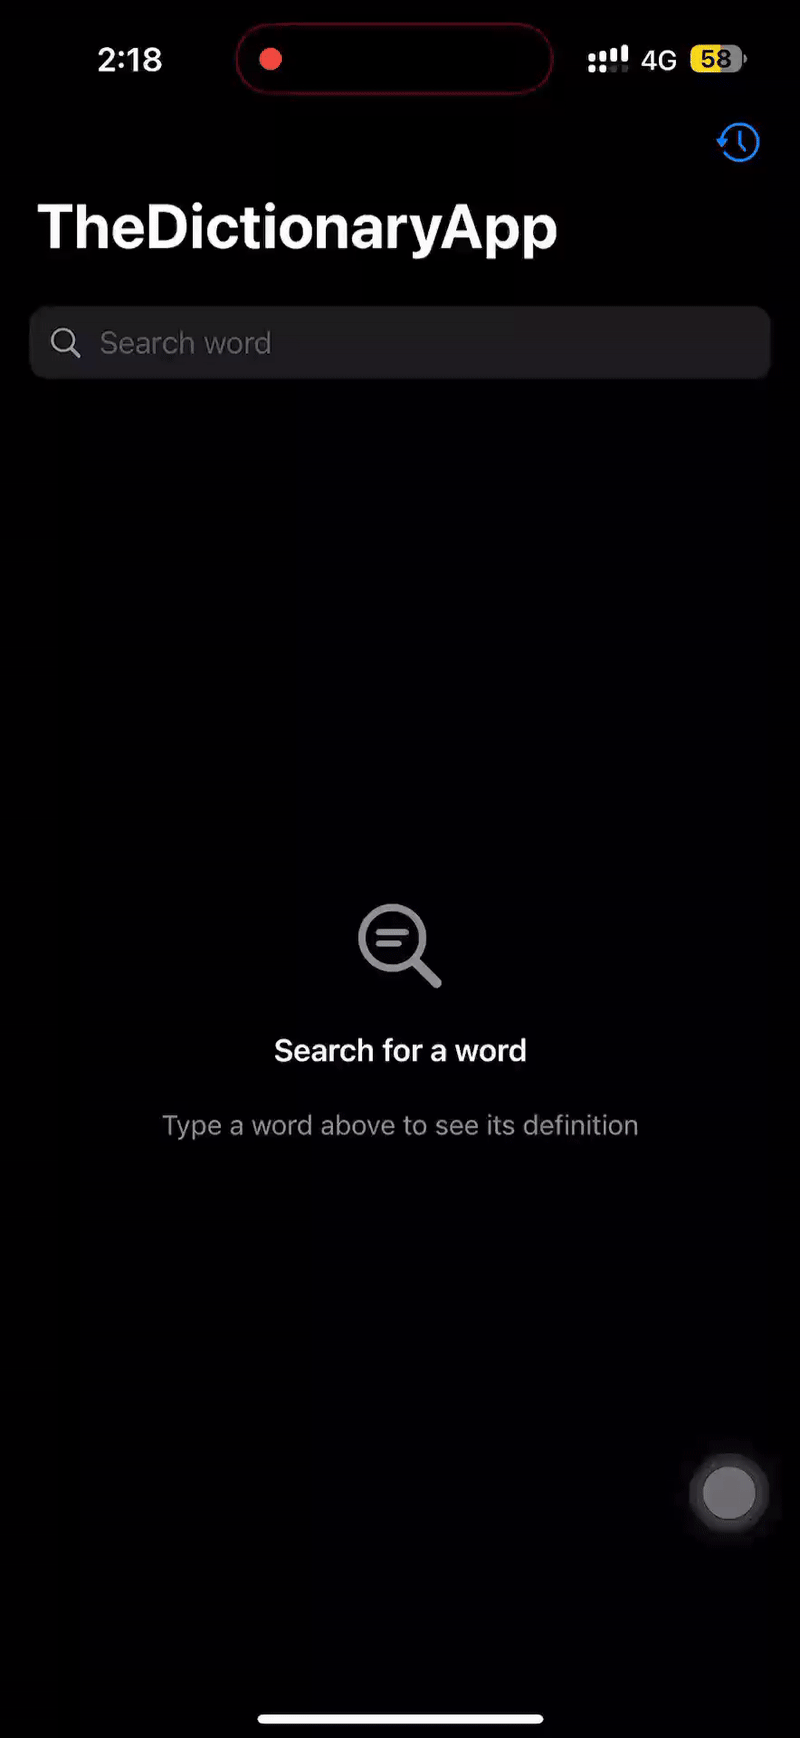 2:18
4G
58
TheDictionaryApp
Search word
Search for a word
Type a word above to see its definition